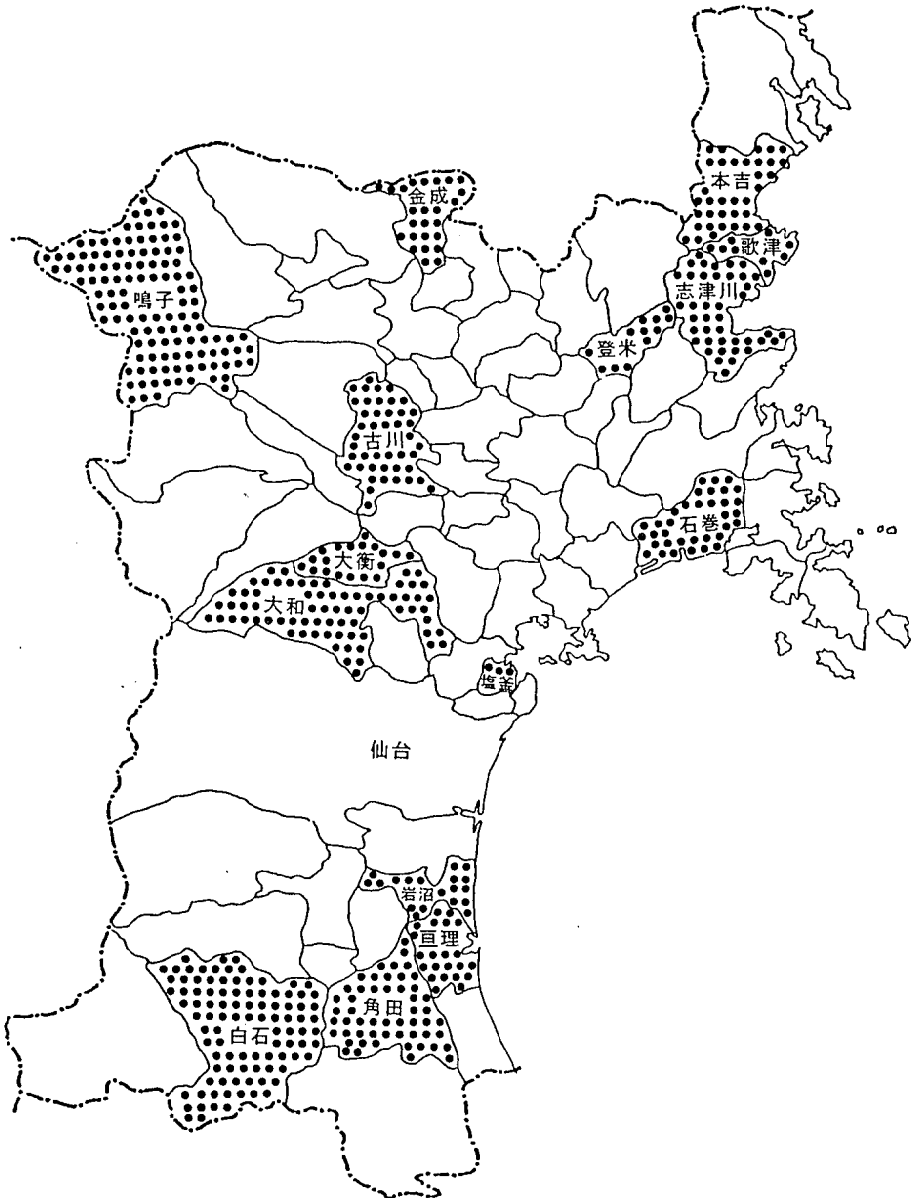 金成
本吉
歌津
鳴子
志津川
登米
古川
石巻
大衡
大和
塩釜
仙台
岩沼
亘理
角田
白石